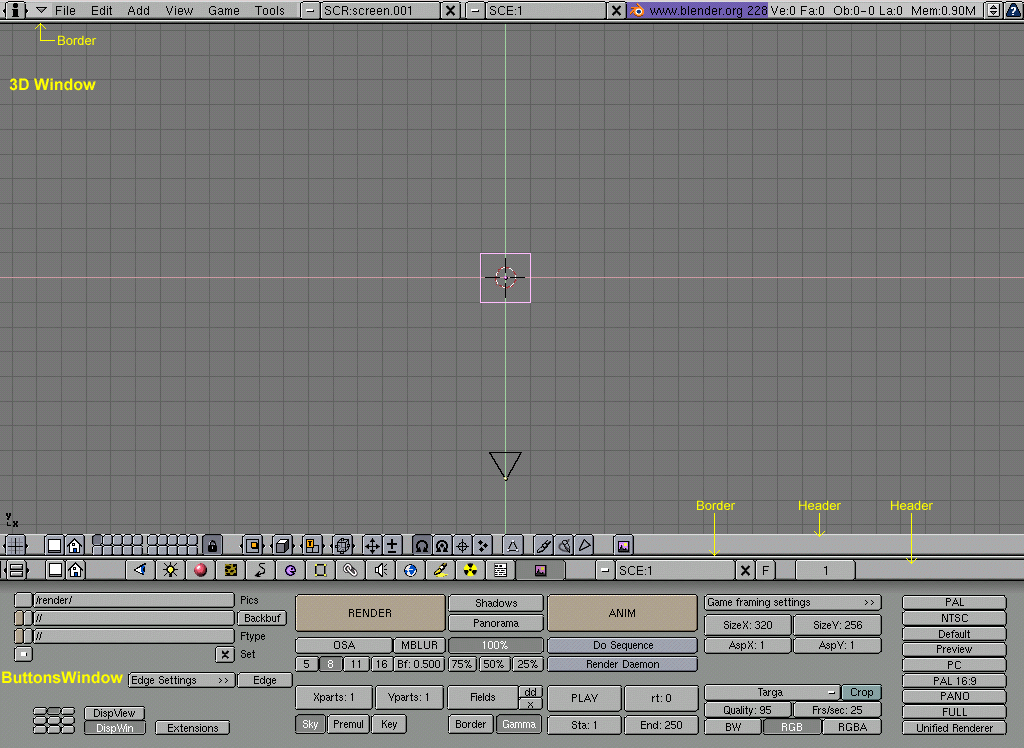 File Edit Add View Game Tools SCR:screen.001 SCE:1 www.blender.org 228 Ve:0 Fa:0 Ob:0-0 La:0 Mem:0.90M
Border
3D Window
Border Header Header
y
x
SCE:1 F 1
/render/ Pics
// Backbuf
// Ftype
Set
ButtonsWindow Edge Settings >> Edge
DispView
DispWin Extensions
RENDER
OSA MBLUR
5 8 11 16 Bf: 0.500
Xparts: 1 Yparts: 1
Sky Premul Key
Shadows
Panorama
100%
75% 50% 25%
Fields dd
X
Border Gamma
ANIM
Do Sequence
Render Daemon
PLAY rt: 0
Sta: 1 End: 250
Game framing settings >>
SizeX: 320 SizeY: 256
AspX: 1 AspY: 1
Targa Crop
Quality: 95 Frs/sec: 25
BW RGB RGBA
PAL
NTSC
Default
Preview
PC
PAL 16:9
PANO
FULL
Unified Renderer